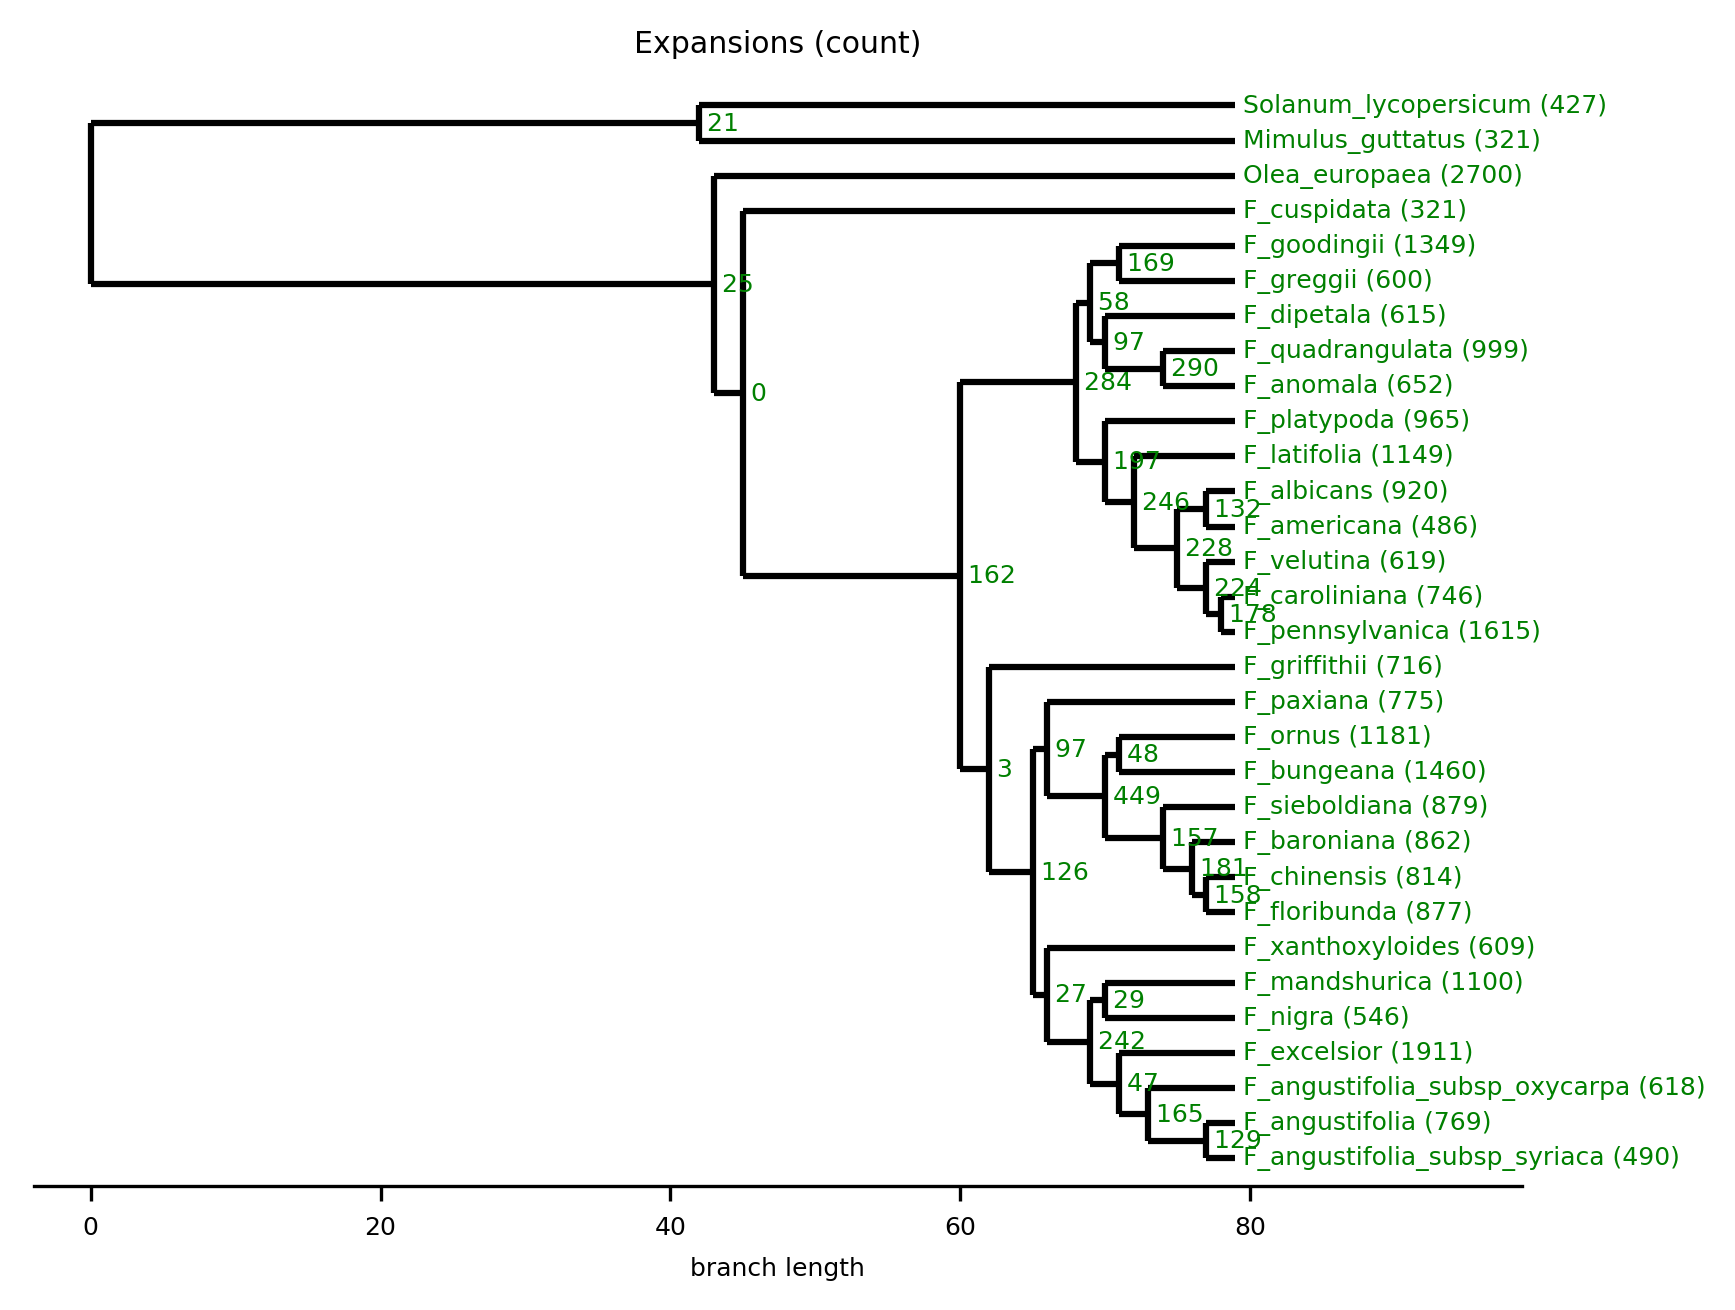 Expansions (count)
Solanum_lycopersicum (427)
21
Mimulus_guttatus (321)
Olea_europaea (2700)
F_cuspidata (321)
F_goodingii (1349)
169
F_greggii (600)
25
58
F_dipetala (615)
97
F_quadrangulata (999)
290
284
F_anomala (652)
0
F_platypoda (965)
F_latifolia (1149)
197
F_albicans (920)
246
132
F_americana (486)
228
F_velutina (619)
162
224
F_caroliniana (746)
178
F_pennsylvanica (1615)
F_griffithii (716)
F_paxiana (775)
F_ornus (1181)
97
48
3
F_bungeana (1460)
449
F_sieboldiana (879)
157
F_baroniana (862)
181
126
F_chinensis (814)
158
F_floribunda (877)
F_xanthoxyloides (609)
F_mandshurica (1100)
27
29
F_nigra (546)
242
F_excelsior (1911)
47
F_angustifolia_subsp_oxycarpa (618)
165
F_angustifolia (769)
129
F_angustifolia_subsp_syriaca (490)
0 20 40 60 80
branch length